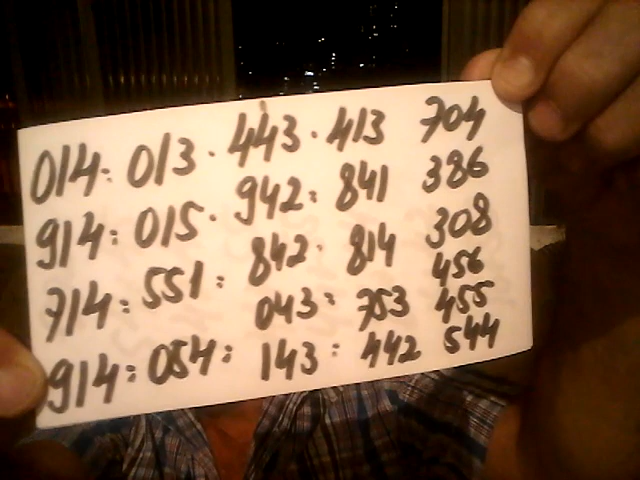 014: 013 · 443 · 413 704
914: 015 · 942: 841 386
714: 551: 842 · 814 308
043: 753 456
914: 054: 143: 442 455
544